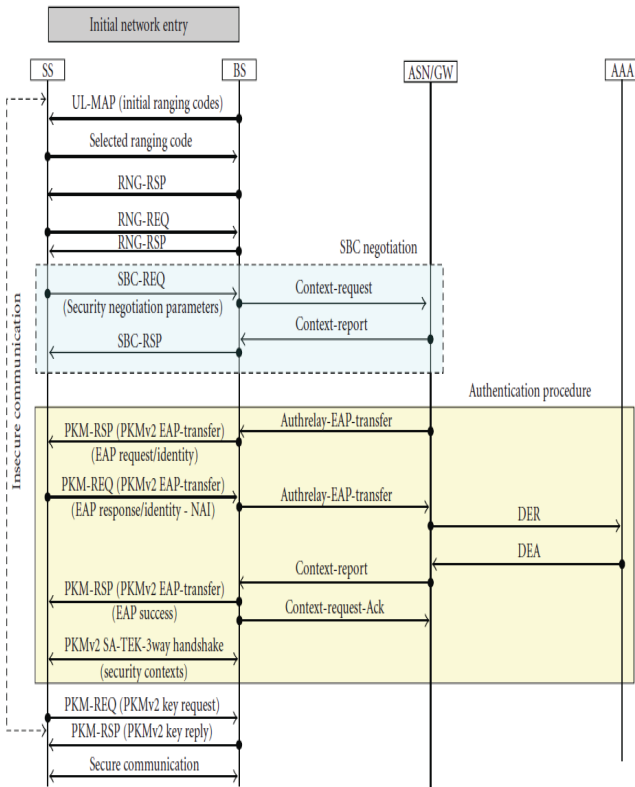 Initial network entry
SS
BS
ASN/GW
AAA
UL-MAP (initial ranging codes)
Selected ranging code
RNG-RSP
RNG-REQ
RNG-RSP
SBC negotiation
SBC-REQ
Context-request
(Security negotiation parameters)
Context-report
SBC-RSP
Insecure communication
Authentication procedure
Authrelay-EAP-transfer
PKM-RSP (PKMv2 EAP-transfer)
(EAP request/identity)
PKM-REQ (PKMv2 EAP-transfer)
Authrelay-EAP-transfer
(EAP response/identity - NAI)
DER
DEA
Context-report
PKM-RSP (PKMv2 EAP-transfer)
(EAP success)
Context-request-Ack
PKMv2 SA-TEK-3way handshake
(security contexts)
PKM-REQ (PKMv2 key request)
PKM-RSP (PKMv2 key reply)
Secure communication